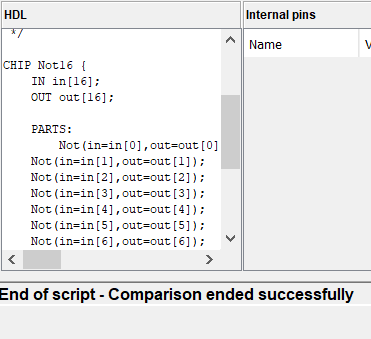 HDL
Internal pins
*/
Name
V
CHIP Not16 {
IN in[16];
OUT out[16];
PARTS:
Not(in=in[0],out=out[0]
Not(in=in[1],out=out[1]);
Not(in=in[2],out=out[2]);
Not(in=in[3],out=out[3]);
Not(in=in[4],out=out[4]);
Not(in=in[5],out=out[5]);
Not(in=in[6],out=out[6]);
End of script - Comparison ended successfully